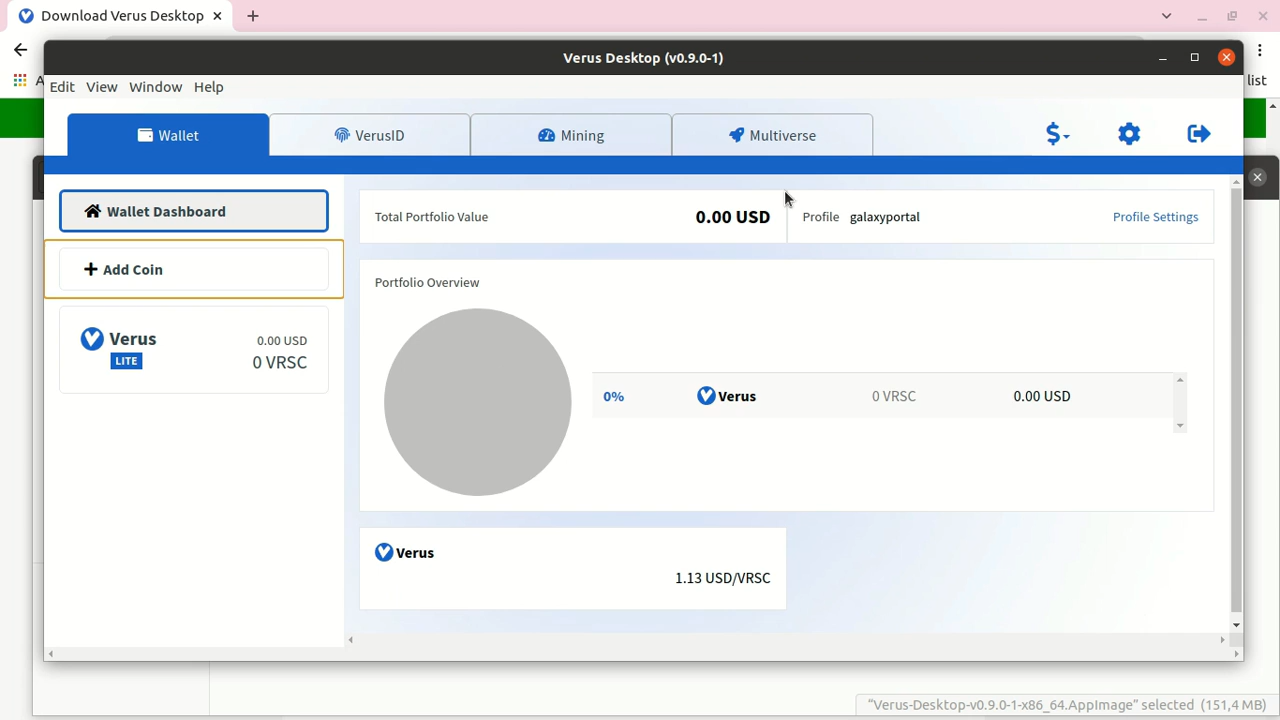 Download Verus Desktop
A
list
Verus Desktop (v0.9.0-1)
Edit View Window Help
Wallet VerusID Mining Multiverse $
Wallet Dashboard
Total Portfolio Value 0.00 USD Profile galaxyportal Profile Settings
Add Coin
Portfolio Overview
Verus 0.00 USD
LITE 0 VRSC
0% Verus 0 VRSC 0.00 USD
Verus
1.13 USD/VRSC
"Verus-Desktop-v0.9.0-1-x86_64.AppImage" selected (151,4 MB)